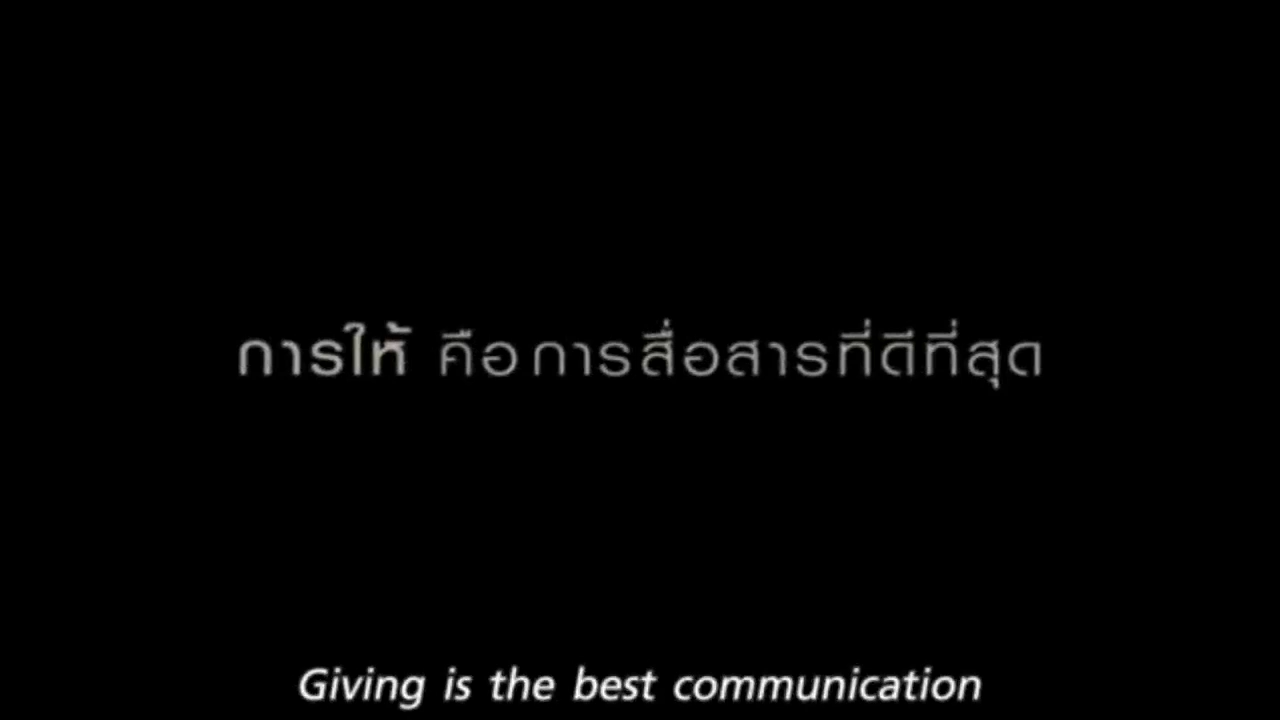 การให้ คือการสื่อสารที่ดีที่สุด
Giving is the best communication